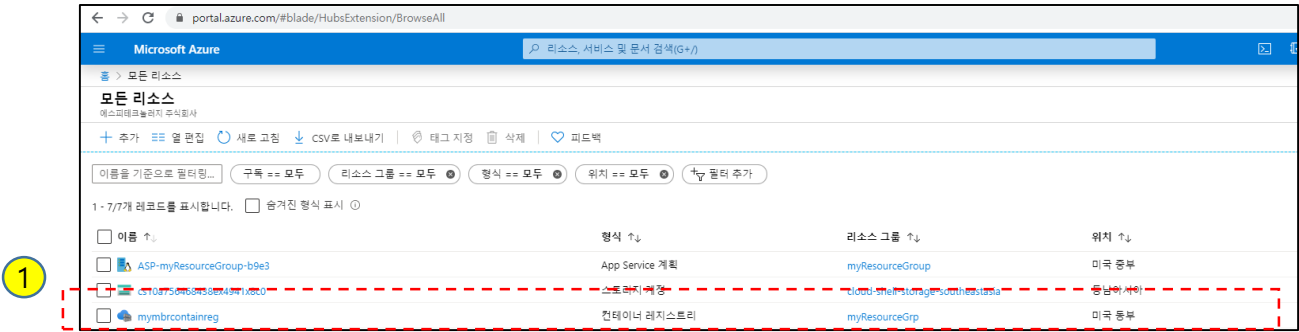 portal.azure.com/#blade/HubsExtension/BrowseAll
Microsoft Azure
리소스, 서비스 및 문서 검색(G+/)
홈 > 모든 리소스
모든 리소스
에스피테크놀러지 주식회사
추가 열 편집 새로 고침 CSV로 내보내기 태그 지정 삭제 피드백
이름을 기준으로 필터링... 구독 == 모두 리소스 그룹 == 모두 형식 == 모두 위치 == 모두 필터 추가
1 - 7/7개 레코드를 표시합니다. 숨겨진 형식 표시
이름 ↑↓ 형식 ↑↓ 리소스 그룹 ↑↓ 위치 ↑↓
ASP-myResourceGroup-b9e3 App Service 계획 myResourceGroup 미국 중부
1
스토리지 계정 cloud-shell-storage-southeastasia 동남아시아
mymbrcontainreg 컨테이너 레지스트리 myResourceGrp 미국 동부